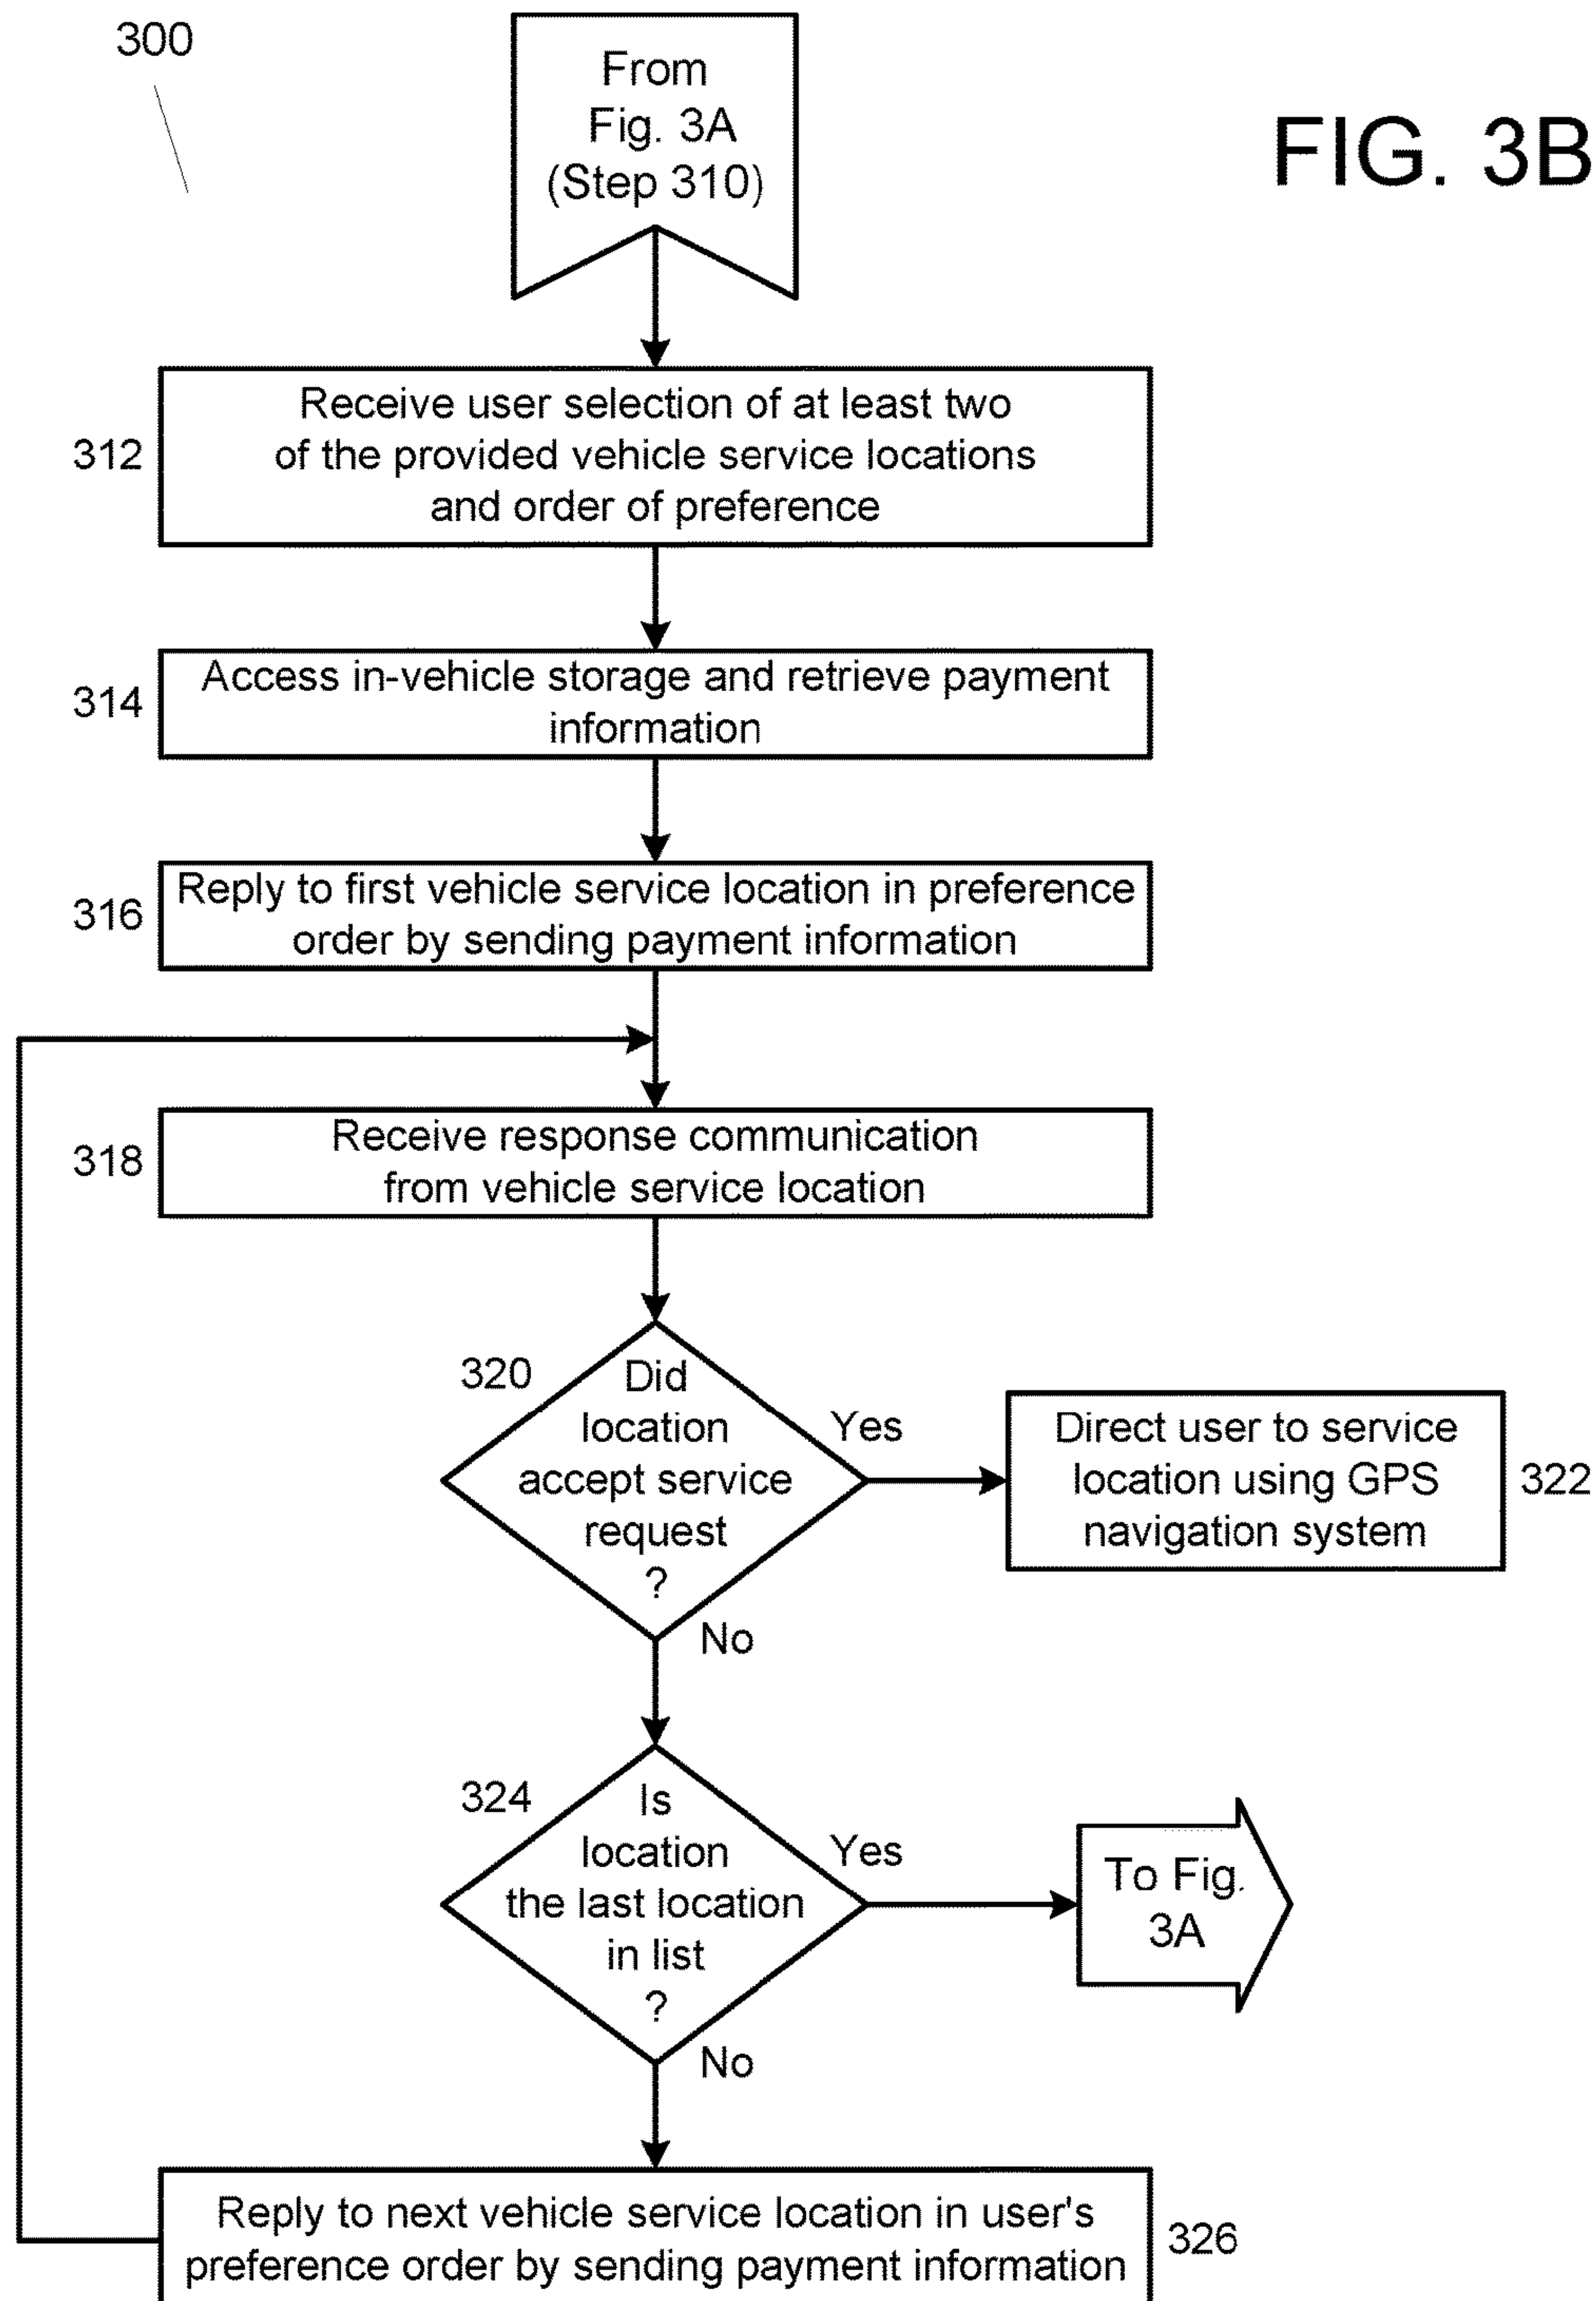 300
From
Fig. 3A
(Step 310)
FIG. 3B
312
Receive user selection of at least two
of the provided vehicle service locations
and order of preference
314
Access in-vehicle storage and retrieve payment
information
316
Reply to first vehicle service location in preference
order by sending payment information
318
Receive response communication
from vehicle service location
320
Did
location
accept service
request
?
Yes
No
Direct user to service
location using GPS
navigation system
322
324
Is
location
the last location
in list
?
Yes
No
To Fig.
3A
Reply to next vehicle service location in user's
preference order by sending payment information
326